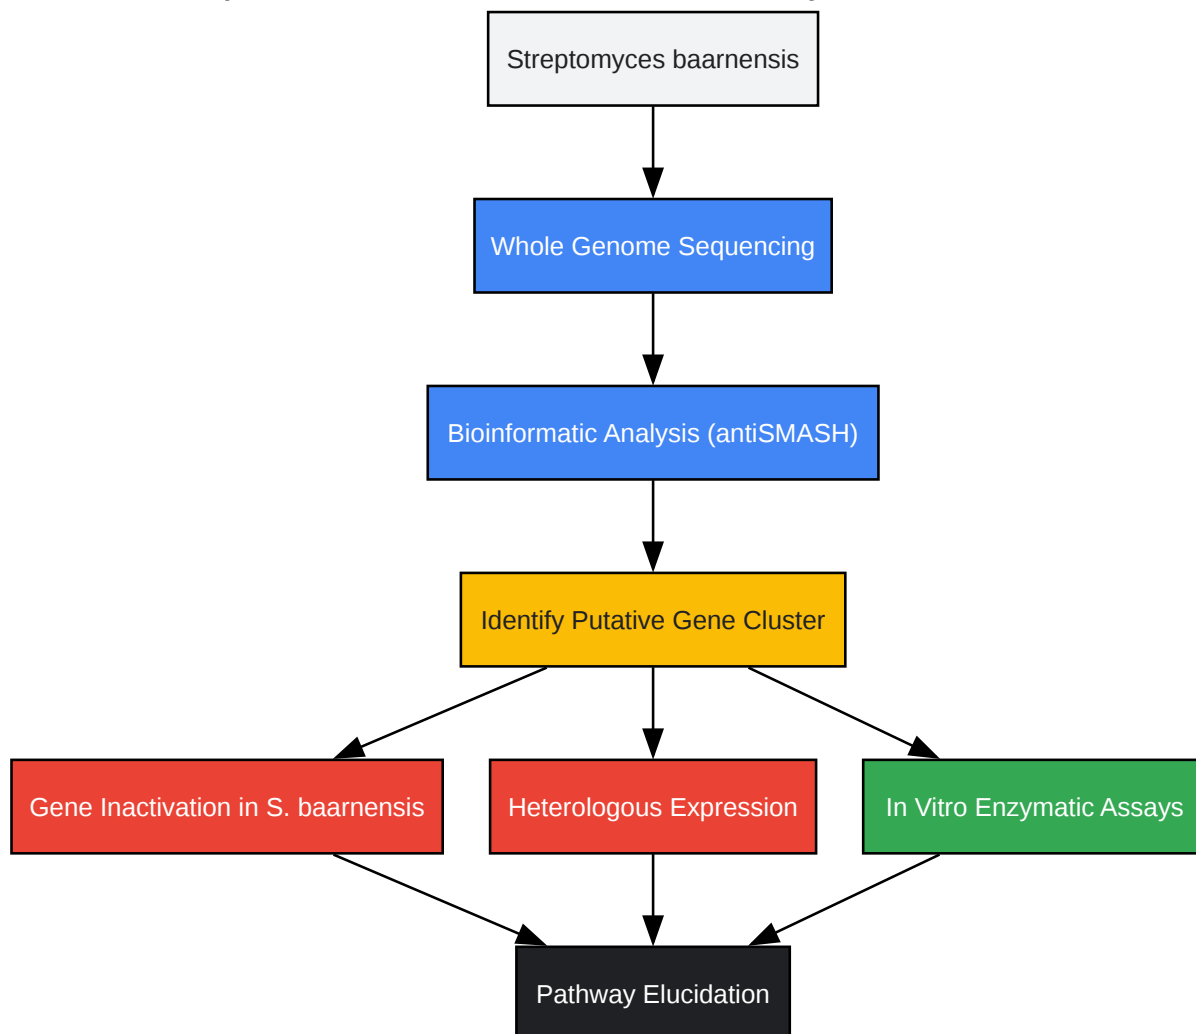 Streptomyces baarnensis
Whole Genome Sequencing
Bioinformatic Analysis (antiSMASH)
Identify Putative Gene Cluster
Gene Inactivation in S. baarnensis
Heterologous Expression
In Vitro Enzymatic Assays
Pathway Elucidation